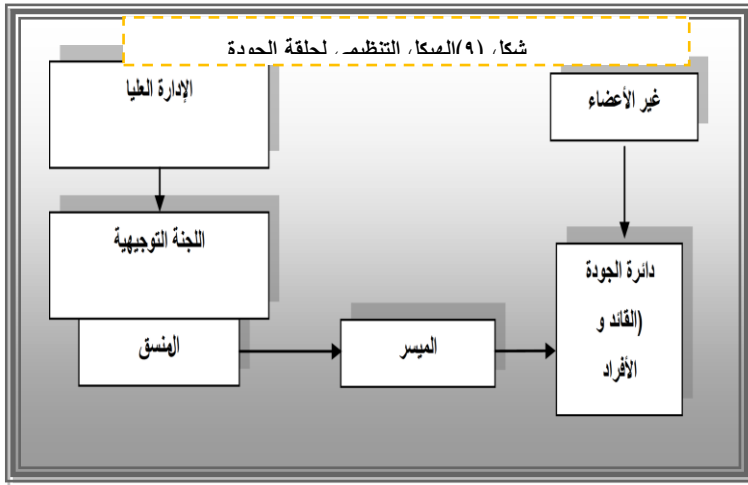 شكل (٩)الهيكل التنظيمي لحلقة الجودة
الإدارة العليا
غير الأعضاء
اللجنة التوجيهية
دائرة الجودة
(القائد و
الأفراد
المنسق
الميسر